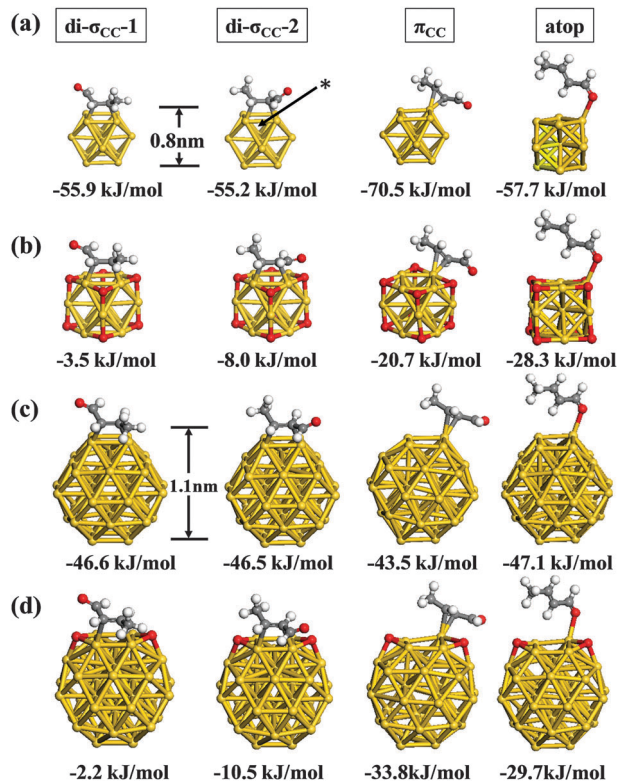 (a) di-σCC-1 di-σCC-2 πCC atop
*
0.8nm
-55.9 kJ/mol -55.2 kJ/mol -70.5 kJ/mol -57.7 kJ/mol
(b)
-3.5 kJ/mol -8.0 kJ/mol -20.7 kJ/mol -28.3 kJ/mol
(c)
1.1nm
-46.6 kJ/mol -46.5 kJ/mol -43.5 kJ/mol -47.1 kJ/mol
(d)
-2.2 kJ/mol -10.5 kJ/mol -33.8kJ/mol -29.7kJ/mol